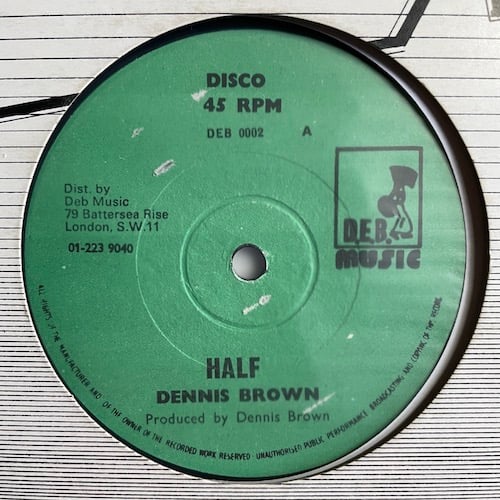 DISCO
45 RPM
DEB 0002 A
Dist. by
Deb Music
79 Battersea Rise
London, S.W.11
01-223 9040
D.E.B.
MUSIC
HALF
DENNIS BROWN
Produced by Dennis Brown
ALL RIGHTS OF THE MANUFACTURER AND OF THE OWNER OF THE RECORDED WORK RESERVED · UNAUTHORISED PUBLIC PERFORMANCE BROADCASTING AND COPYING OF THIS RECORD